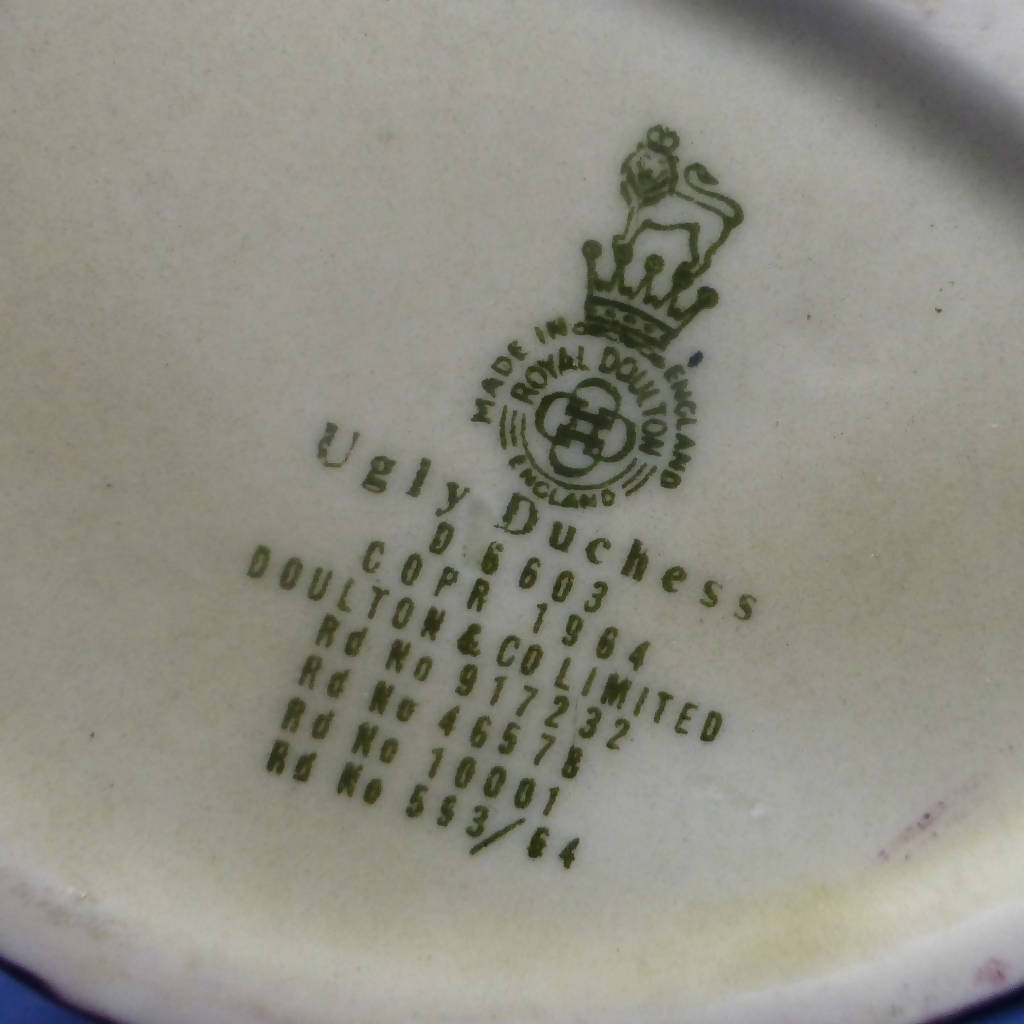 MADE IN ENGLAND
ROYAL DOULTON
ENGLAND
Ugly Duchess
D 6603
COPR 1964
DOULTON & CO LIMITED
Rd No 917232
Rd No 46578
Rd No 10001
Rd No 593/64